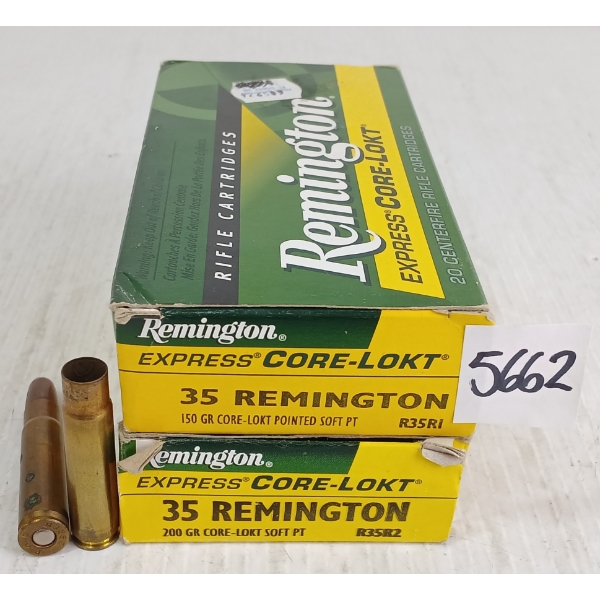 Remington®
EXPRESS® CORE-LOKT®
20 CENTERFIRE RIFLE CARTRIDGES
RIFLE CARTRIDGES
Remington®
EXPRESS® CORE-LOKT®
35 REMINGTON
150 GR CORE-LOKT POINTED SOFT PT R35R1
5662
Remington®
EXPRESS® CORE-LOKT®
35 REMINGTON
200 GR CORE-LOKT SOFT PT R35R2